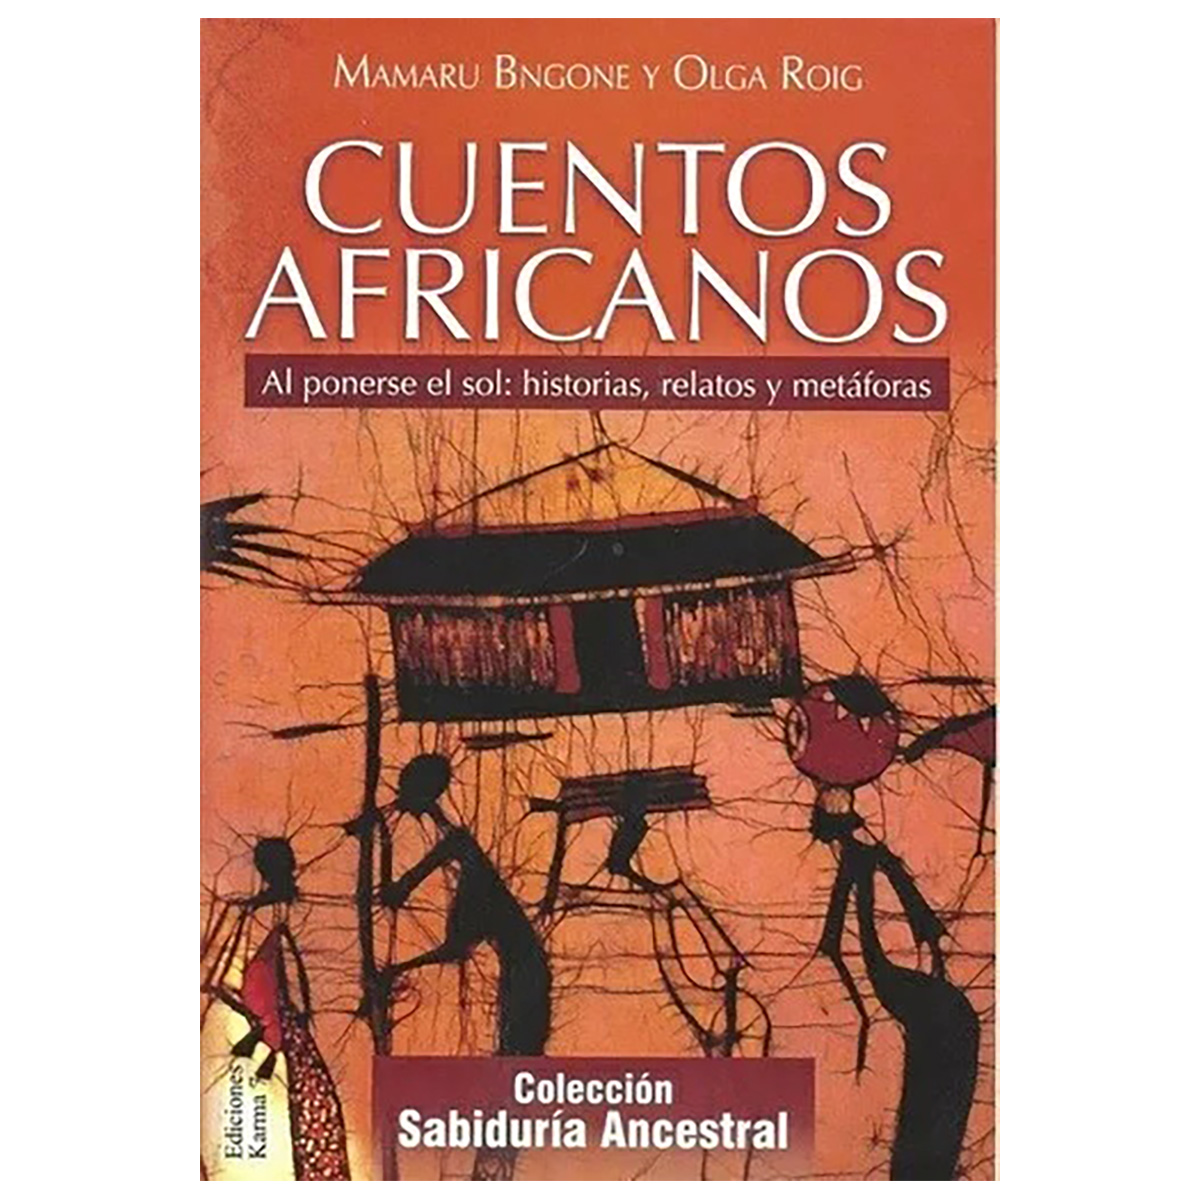 MAMARU BNGONE Y OLGA ROIG
CUENTOS
AFRICANOS
Al ponerse el sol: historias, relatos y metáforas
Ediciones
Karma 7
Colección
Sabiduría Ancestral